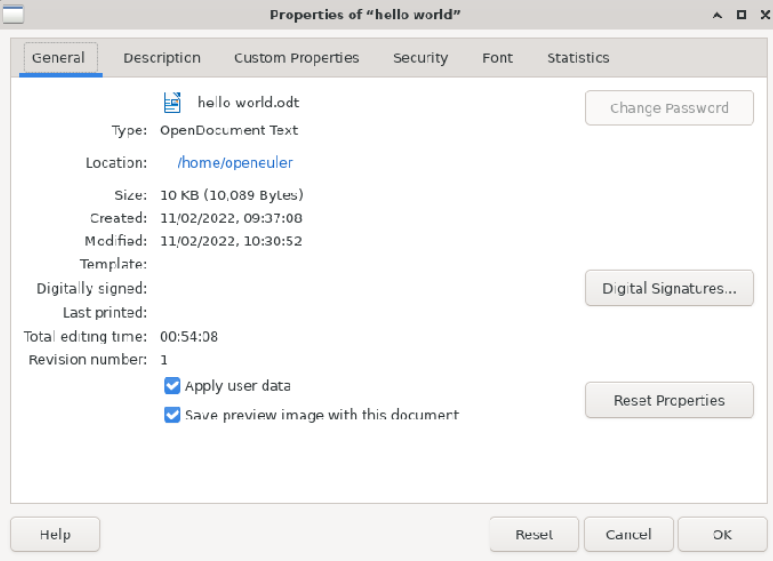 Properties of “hello world”
General Description Custom Properties Security Font Statistics
hello world.odt
Change Password
Type: OpenDocument Text
Location: /home/openeuler
Size: 10 KB (10,089 Bytes)
Created: 11/02/2022, 09:37:08
Modified: 11/02/2022, 10:30:52
Template:
Digitally signed:
Digital Signatures...
Last printed:
Total editing time: 00:54:08
Revision number: 1
Apply user data
Reset Properties
Save preview image with this document
Help Reset Cancel OK